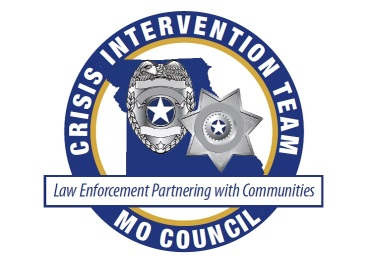 CRISIS INTERVENTION TEAM
Law Enforcement Partnering with Communities
MO COUNCIL